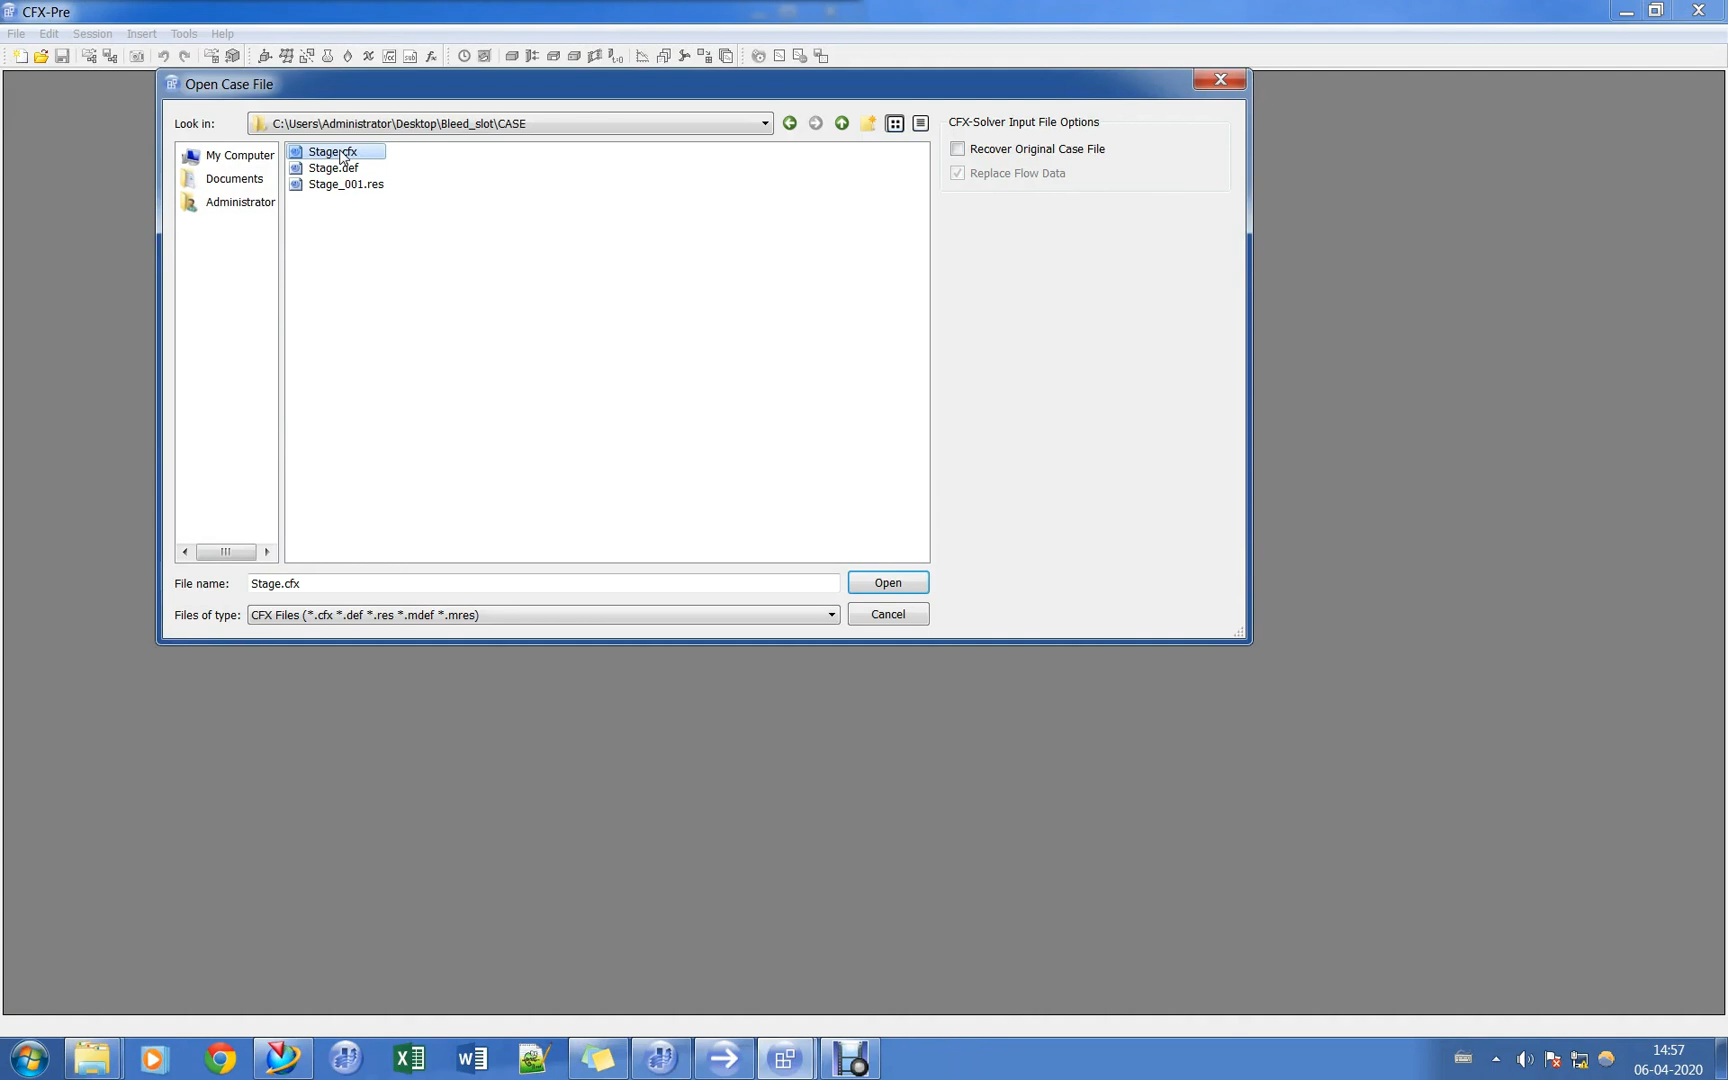 CFX-Pre
File Edit Session Insert Tools Help
Open Case File
Look in: C:\Users\Administrator\Desktop\Bleed_slot\CASE
CFX-Solver Input File Options
My Computer
Documents
Administrator
Stage.cfx
Stage.def
Stage_001.res
Recover Original Case File
Replace Flow Data
File name: Stage.cfx Open
Files of type: CFX Files (*.cfx *.def *.res *.mdef *.mres) Cancel
14:57
06-04-2020